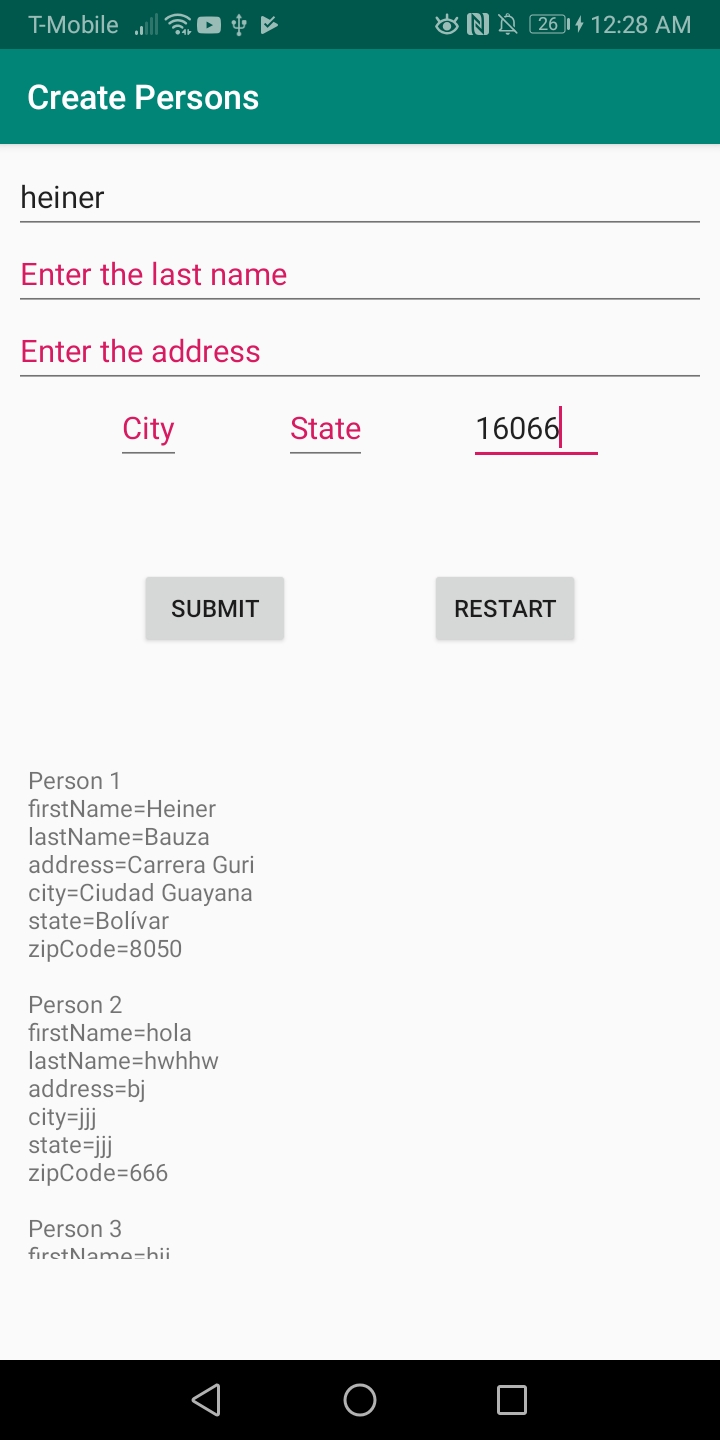 T-Mobile 26 12:28 AM
Create Persons
heiner
Enter the last name
Enter the address
City State 16066
SUBMIT RESTART
Person 1
firstName=Heiner
lastName=Bauza
address=Carrera Guri
city=Ciudad Guayana
state=Bolívar
zipCode=8050
Person 2
firstName=hola
lastName=hwhhw
address=bj
city=jjj
state=jjj
zipCode=666
Person 3